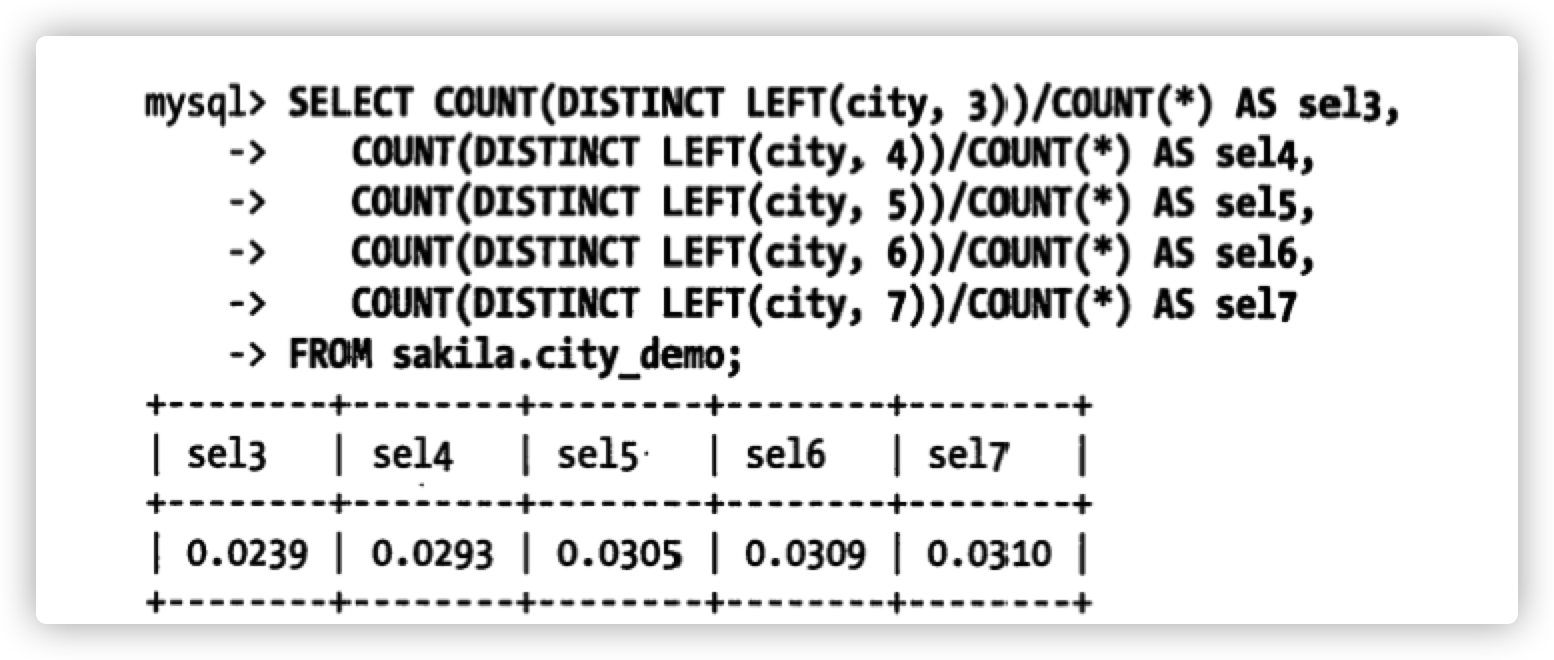 mysql> SELECT COUNT(DISTINCT LEFT(city, 3))/COUNT(*) AS sel3,
    ->    COUNT(DISTINCT LEFT(city, 4))/COUNT(*) AS sel4,
    ->    COUNT(DISTINCT LEFT(city, 5))/COUNT(*) AS sel5,
    ->    COUNT(DISTINCT LEFT(city, 6))/COUNT(*) AS sel6,
    ->    COUNT(DISTINCT LEFT(city, 7))/COUNT(*) AS sel7
    -> FROM sakila.city_demo;
+--------+--------+--------+--------+--------+
| sel3   | sel4   | sel5   | sel6   | sel7   |
+--------+--------+--------+--------+--------+
| 0.0239 | 0.0293 | 0.0305 | 0.0309 | 0.0310 |
+--------+--------+--------+--------+--------+